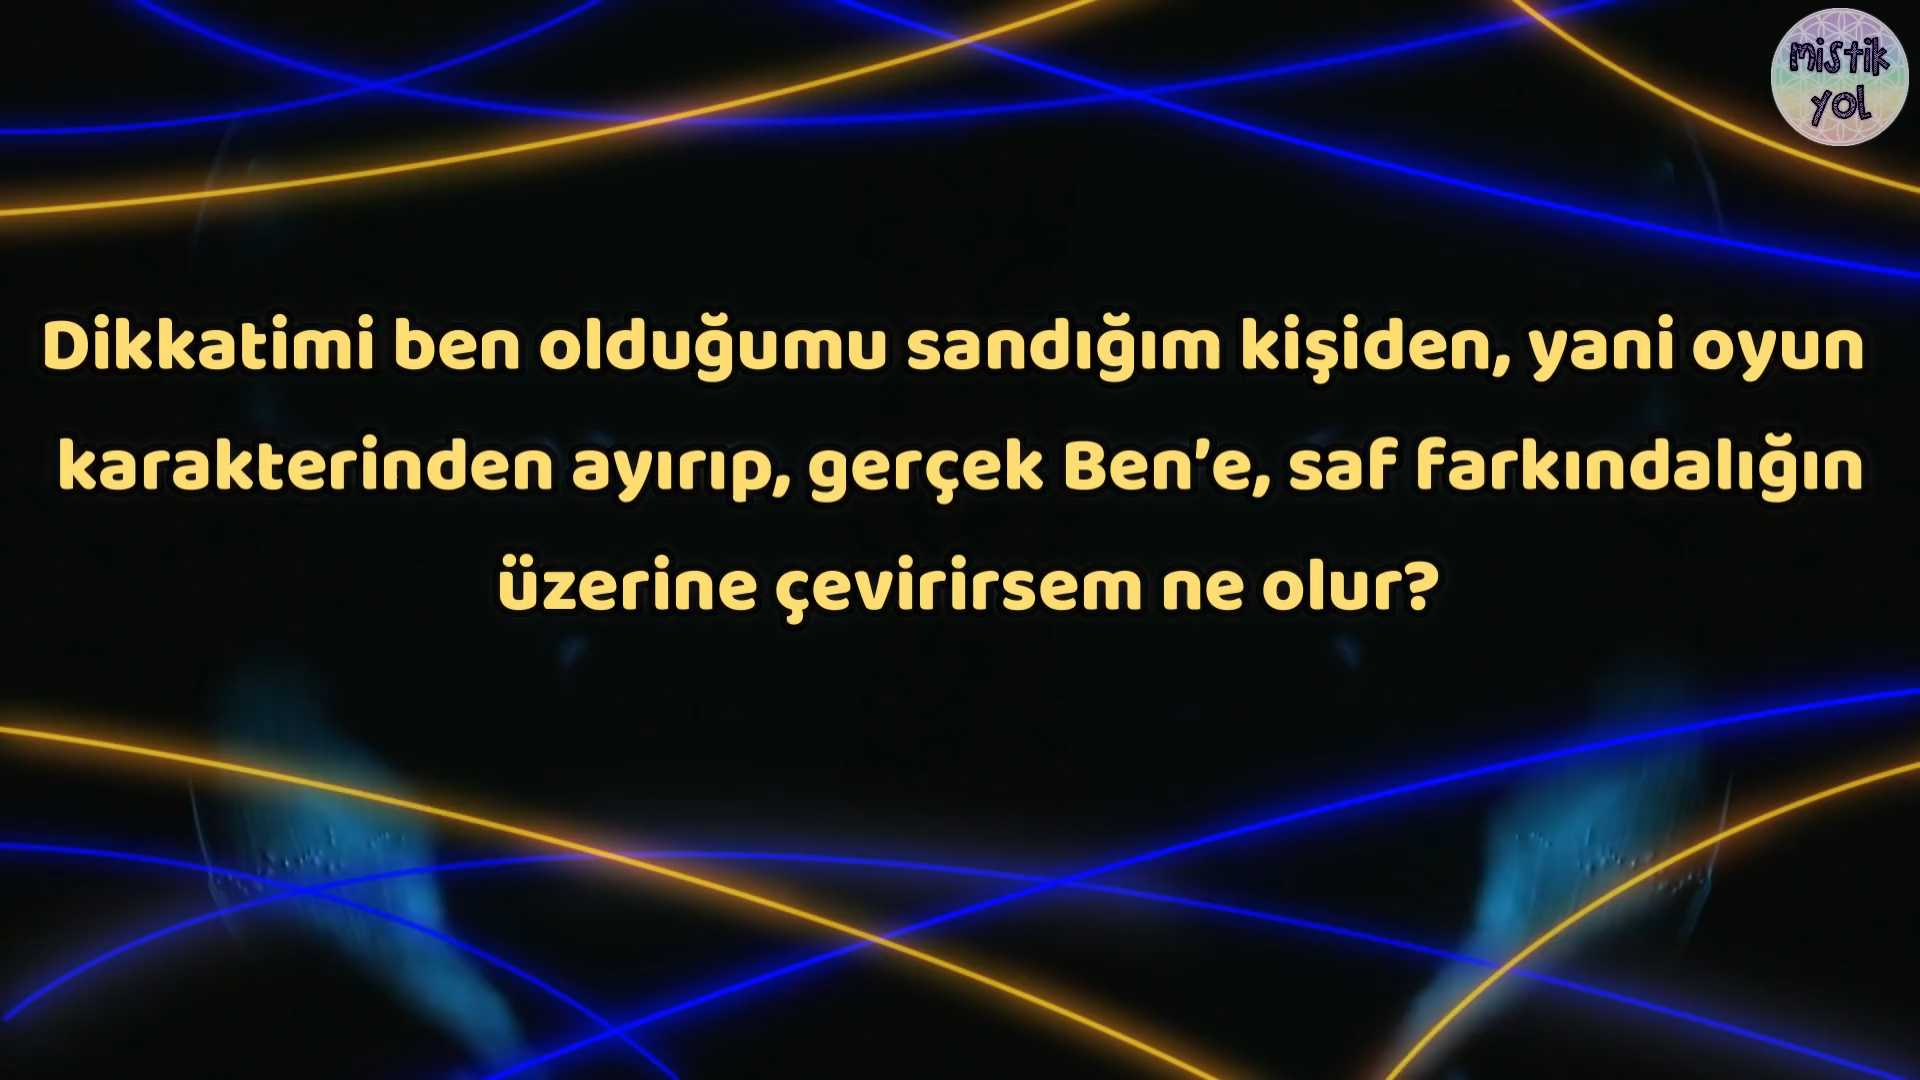 mistik
yol
Dikkatimi ben olduğumu sandığım kişiden, yani oyun
karakterinden ayırıp, gerçek Ben’e, saf farkındalığın
üzerine çevirirsem ne olur?